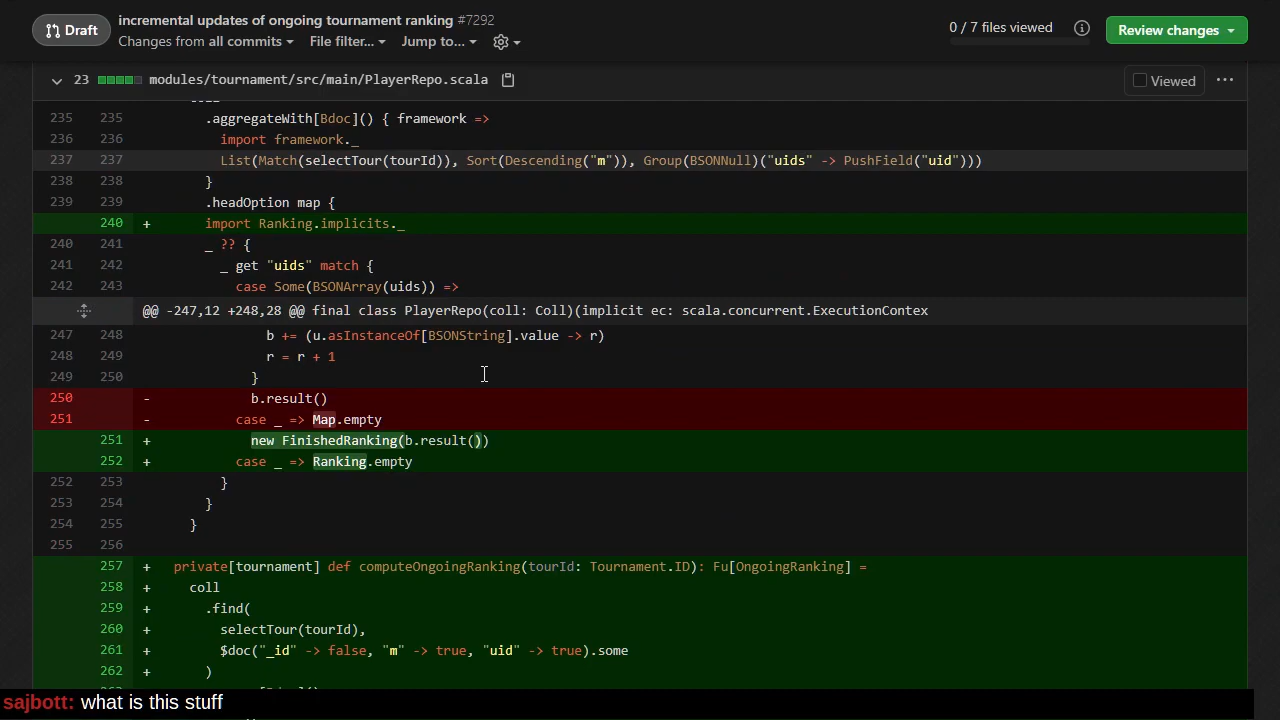 Draft
incremental updates of ongoing tournament ranking #7292
Changes from all commits File filter... Jump to...
0 / 7 files viewed
Review changes
23 modules/tournament/src/main/PlayerRepo.scala
Viewed
235 235 .aggregateWith[Bdoc]() { framework =>
236 236 import framework._
237 237 List(Match(selectTour(tourId)), Sort(Descending("m")), Group(BSONNull)("uids" -> PushField("uid")))
238 238 }
239 239 .headOption map {
240 + import Ranking.implicits._
240 241 _ ?? {
241 242 _ get "uids" match {
242 243 case Some(BSONArray(uids)) =>
@@ -247,12 +248,28 @@ final class PlayerRepo(coll: Coll)(implicit ec: scala.concurrent.ExecutionContex
247 248 b += (u.asInstanceOf[BSONString].value -> r)
248 249 r = r + 1
249 250 }
250 - b.result()
251 - case _ => Map.empty
251 + new FinishedRanking(b.result())
252 + case _ => Ranking.empty
252 253 }
253 254 }
254 255 }
255 256
257 + private[tournament] def computeOngoingRanking(tourId: Tournament.ID): Fu[OngoingRanking] =
258 + coll
259 + .find(
260 + selectTour(tourId),
261 + $doc("_id" -> false, "m" -> true, "uid" -> true).some
262 + )
sajbott: what is this stuff